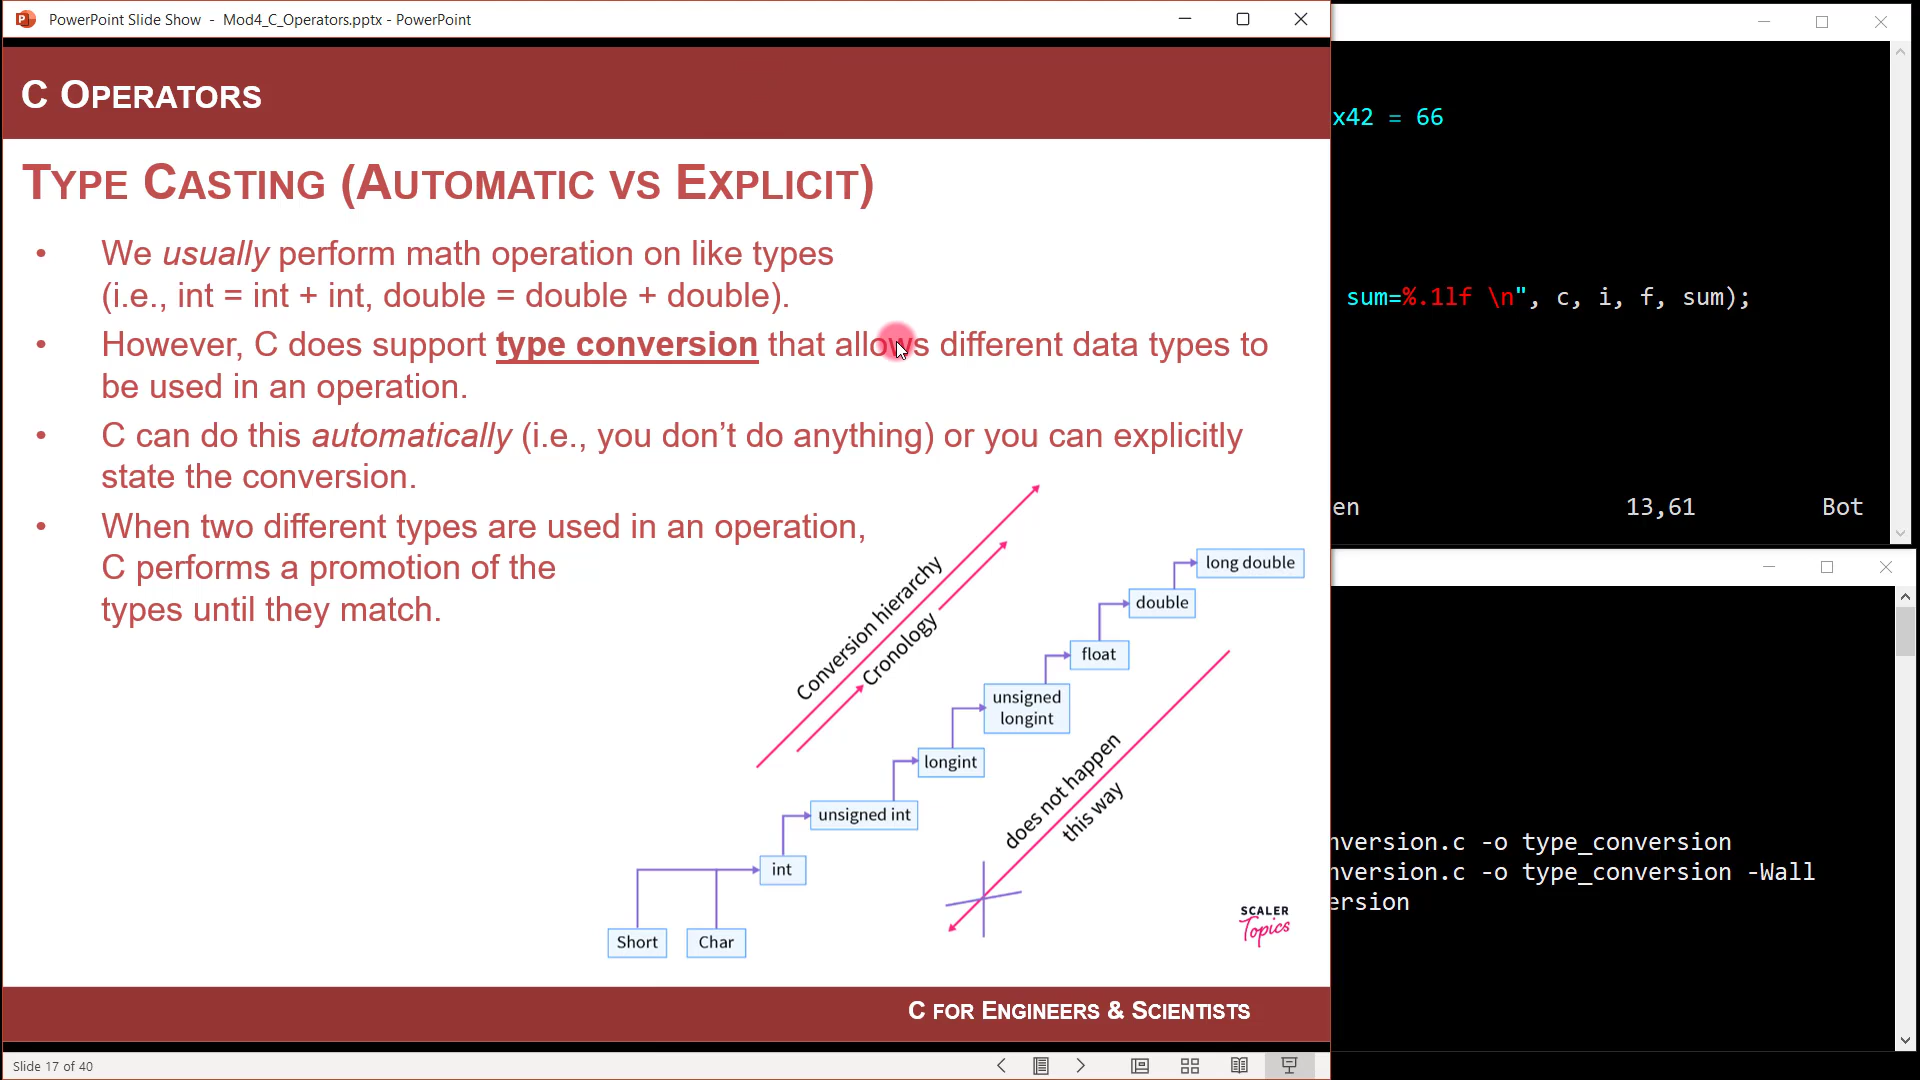 PowerPoint Slide Show - Mod4_C_Operators.pptx - PowerPoint
C OPERATORS
TYPE CASTING (AUTOMATIC VS EXPLICIT)
• We usually perform math operation on like types
(i.e., int = int + int, double = double + double).
• However, C does support type conversion that allows different data types to
be used in an operation.
• C can do this automatically (i.e., you don't do anything) or you can explicitly
state the conversion.
• When two different types are used in an operation,
C performs a promotion of the
types until they match.
Conversion hierarchy
Cronology
long double
double
float
unsigned
longint
longint
unsigned int
int
Short
Char
does not happen
this way
SCALER
Topics
C FOR ENGINEERS & SCIENTISTS
Slide 17 of 40
x42 = 66
sum=%.1lf \n", c, i, f, sum);
en 13,61 Bot
nversion.c -o type_conversion
nversion.c -o type_conversion -Wall
ersion